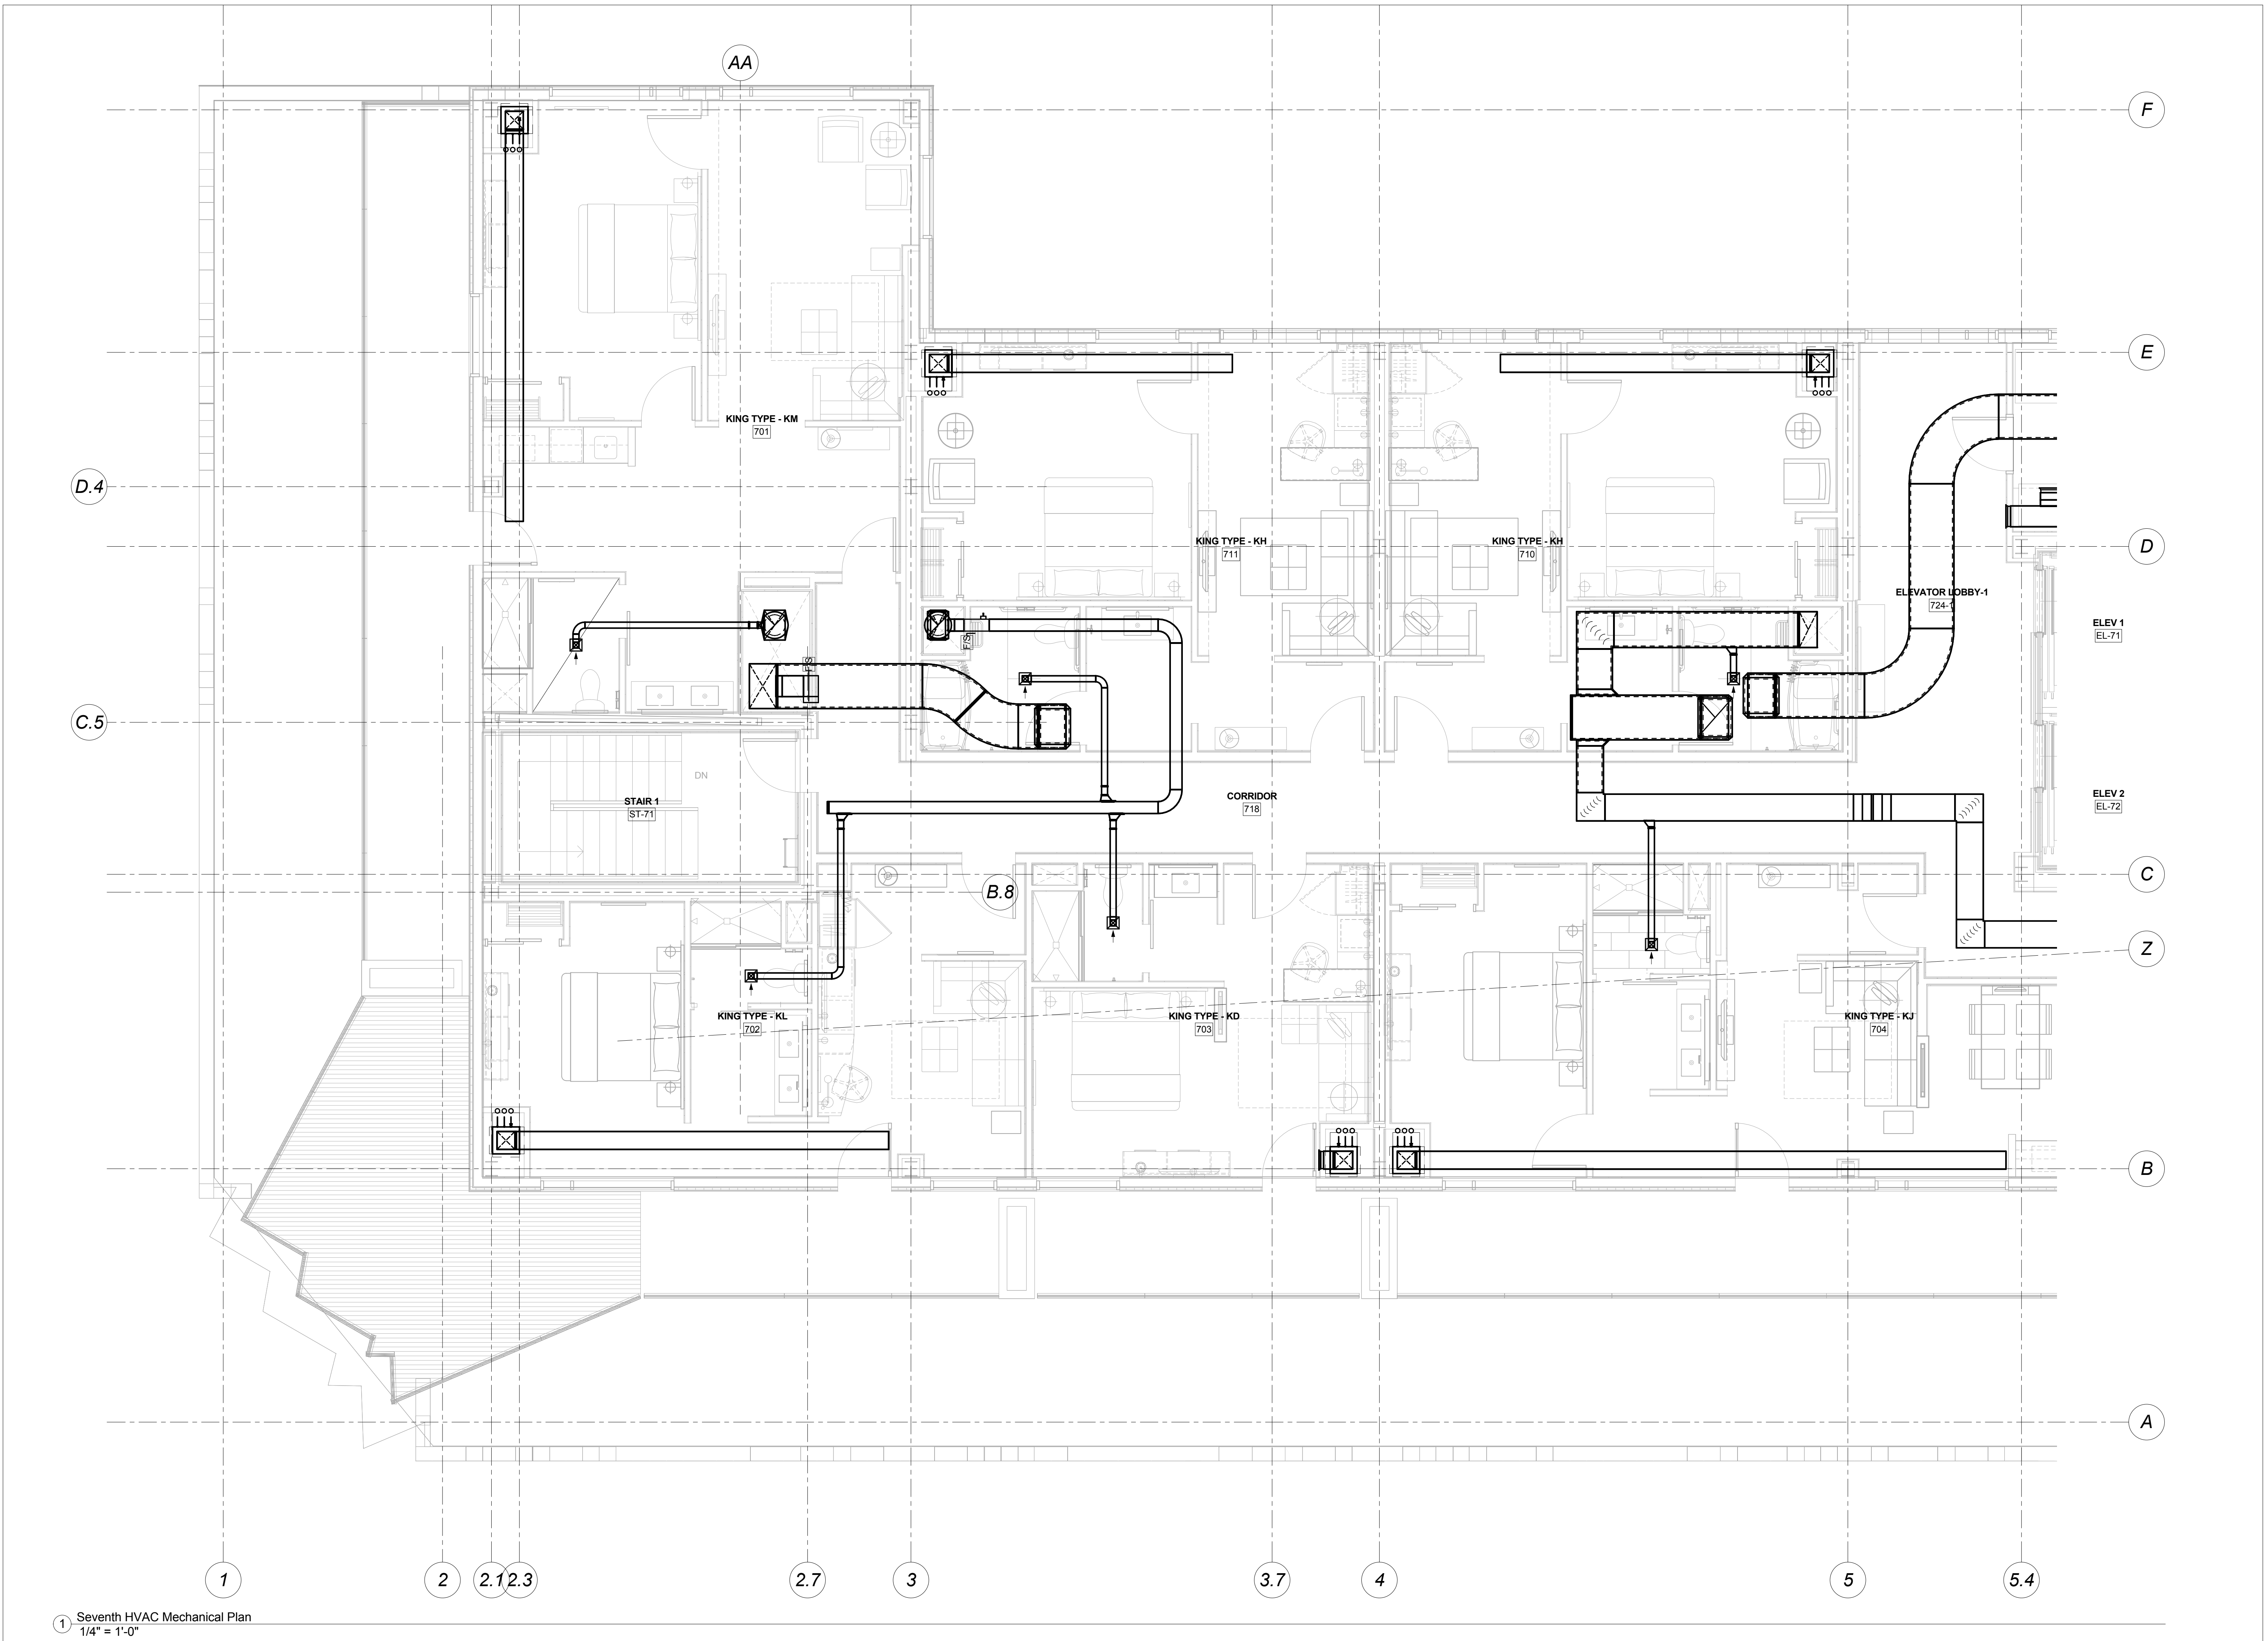 AA
F
E
KING TYPE - KM
701
D.4
KING TYPE - KH
711
KING TYPE - KH
710
D
ELEVATOR LOBBY-1
724-1
ELEV 1
EL-71
F/S
F/S
C.5
DN
STAIR 1
ST-71
CORRIDOR
718
ELEV 2
EL-72
C
B.8
Z
KING TYPE - KL
702
KING TYPE - KD
703
KING TYPE - KJ
704
B
A
1
2
2.1
2.3
2.7
3
3.7
4
5
5.4
1
Seventh HVAC Mechanical Plan
1/4" = 1'-0"